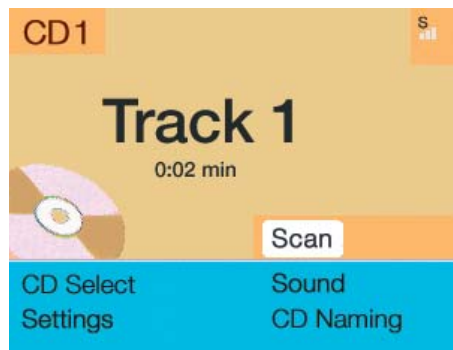 CD1
S
Track 1
0:02 min
Scan
CD Select
Sound
Settings
CD Naming